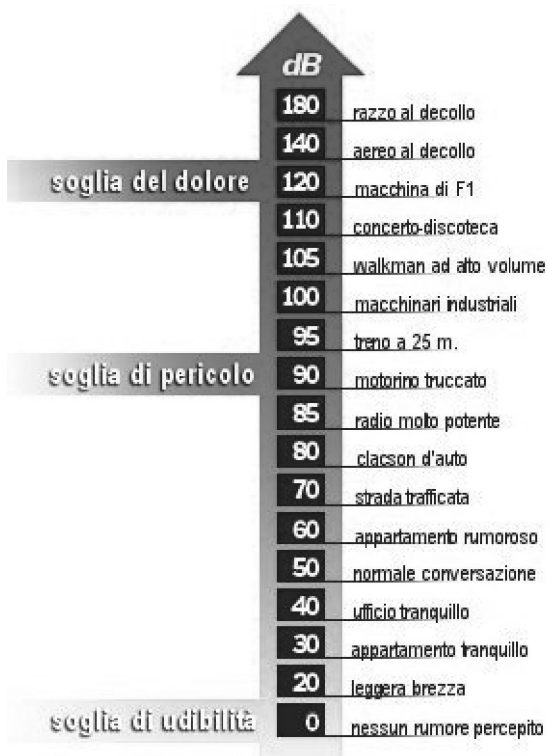 dB
180 razzo al decollo
140 aereo al decollo
soglia del dolore 120 macchina di F1
110 concerto-discoteca
105 walkman ad alto volume
100 macchinari industriali
95 treno a 25 m.
soglia di pericolo 90 motorino truccato
85 radio molto potente
80 clacson d'auto
70 strada trafficata
60 appartamento rumoroso
50 normale conversazione
40 ufficio tranquillo
30 appartamento tranquillo
20 leggera brezza
soglia di udibilità 0 nessun rumore percepito